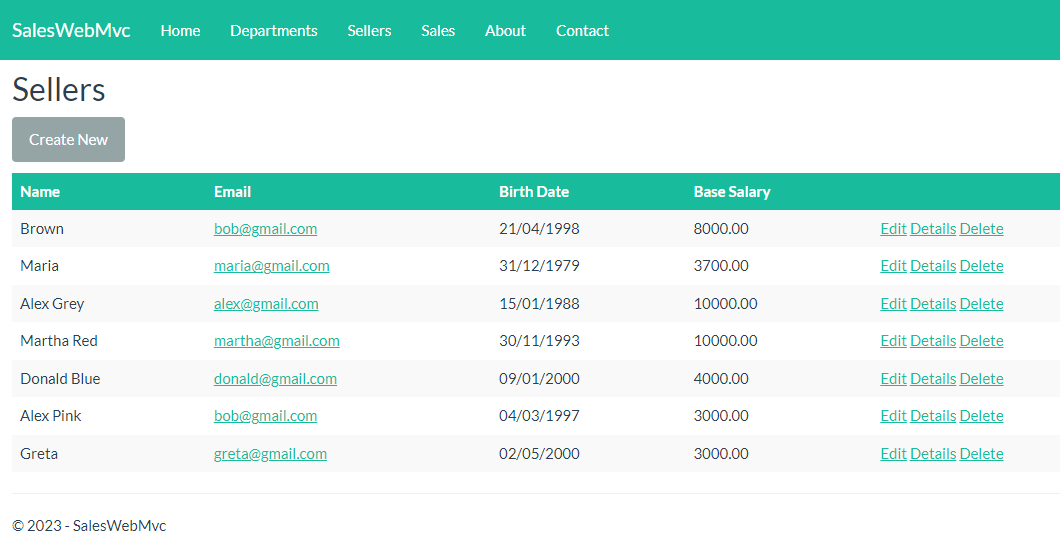 SalesWebMvc Home Departments Sellers Sales About Contact
Sellers
Create New
Name Email Birth Date Base Salary
Brown bob@gmail.com 21/04/1998 8000.00 Edit Details Delete
Maria maria@gmail.com 31/12/1979 3700.00 Edit Details Delete
Alex Grey alex@gmail.com 15/01/1988 10000.00 Edit Details Delete
Martha Red martha@gmail.com 30/11/1993 10000.00 Edit Details Delete
Donald Blue donald@gmail.com 09/01/2000 4000.00 Edit Details Delete
Alex Pink bob@gmail.com 04/03/1997 3000.00 Edit Details Delete
Greta greta@gmail.com 02/05/2000 3000.00 Edit Details Delete
© 2023 - SalesWebMvc